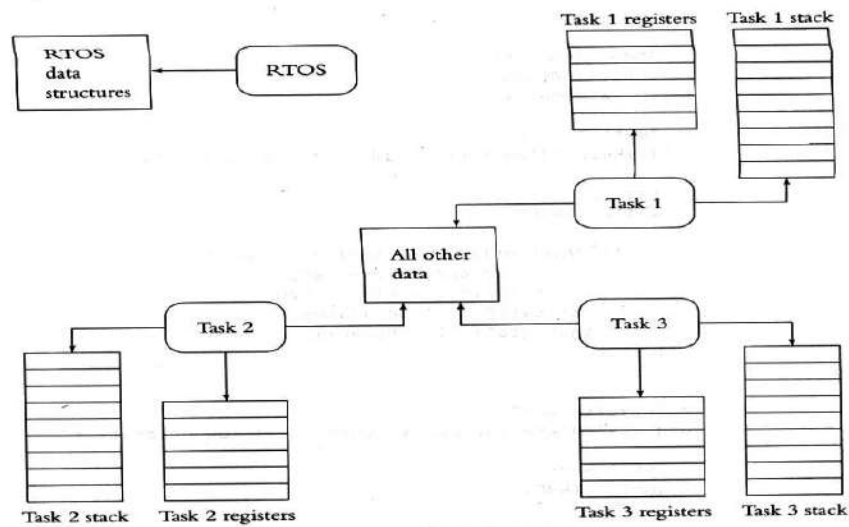 Task 1 registers
Task 1 stack
RTOS
data
structures
RTOS
Task 1
All other
data
Task 2
Task 3
Task 2 stack
Task 2 registers
Task 3 registers
Task 3 stack